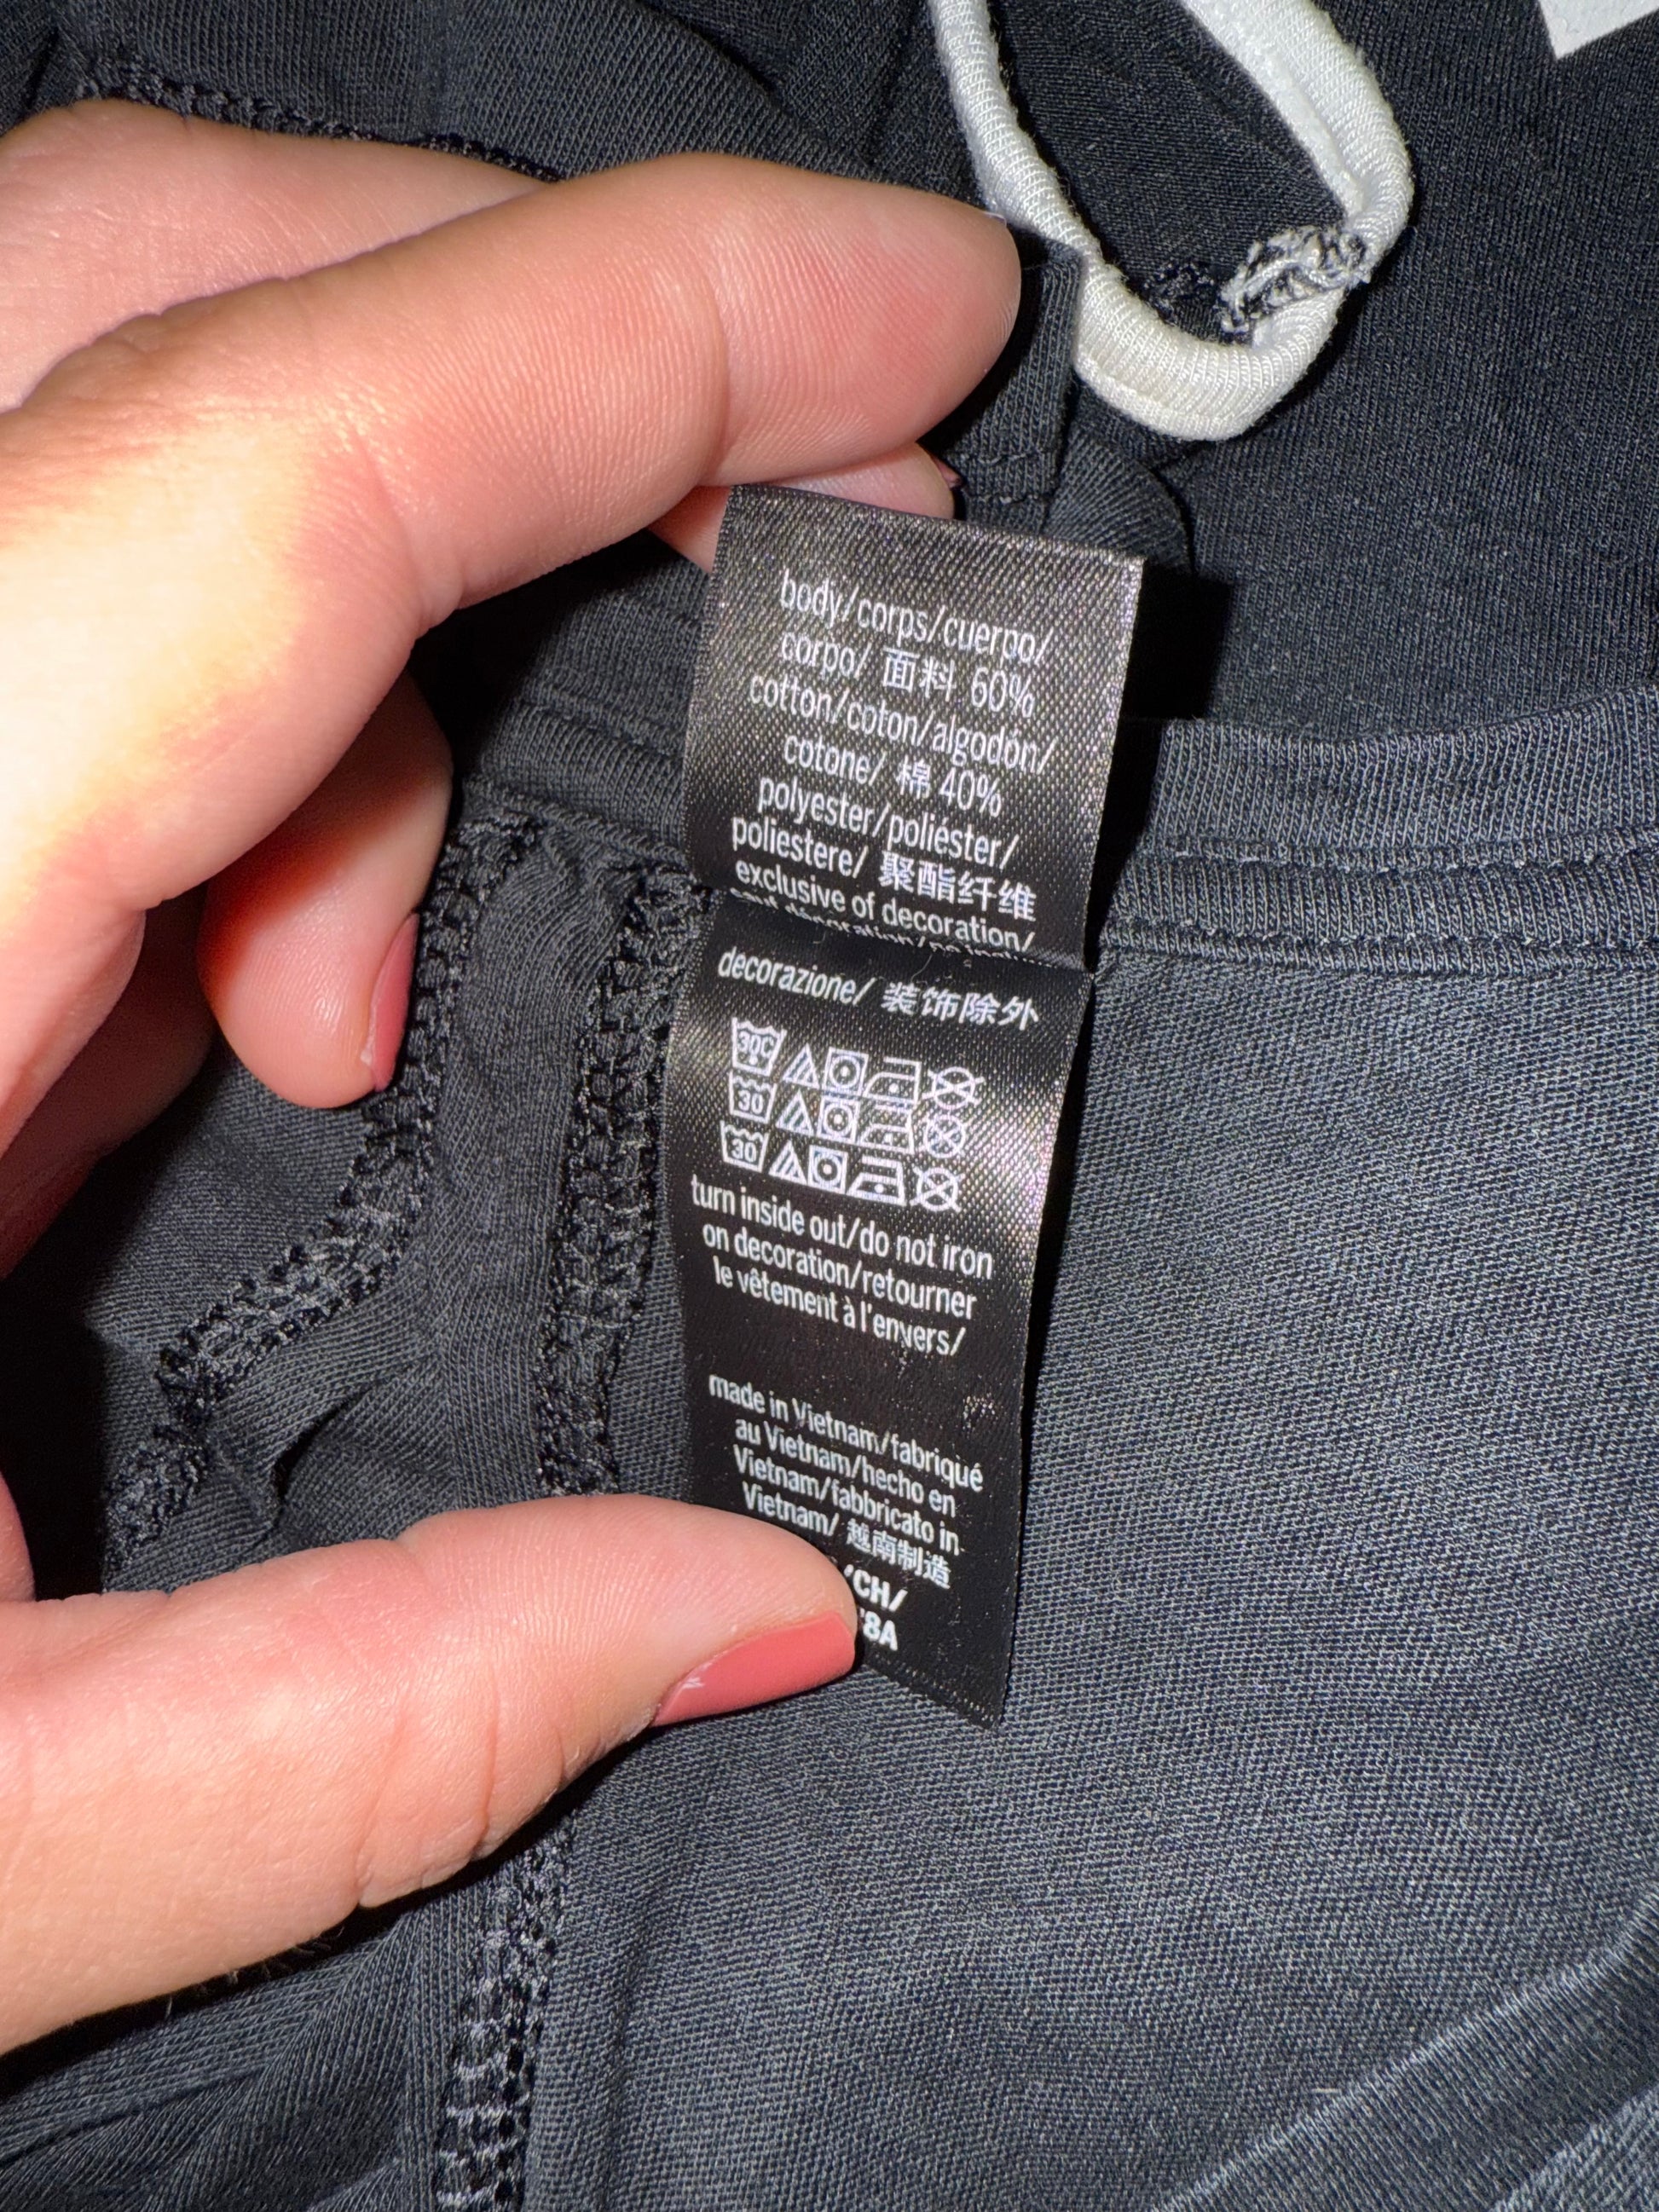 body/corps/cuerpo/
corpo/ 面料 60%
cotton/coton/algodón/
cotone/ 棉 40%
polyester/poliéster/
poliestere/ 聚酯纤维
exclusive of decoration/
decorazione/ 装饰除外
30C
30
30
turn inside out/do not iron
on decoration/retourner
le vêtement à l'envers/
made in Vietnam/fabriqué
au Vietnam/hecho en
Vietnam/fabbricato in
Vietnam/ 越南制造
/CH/
8A